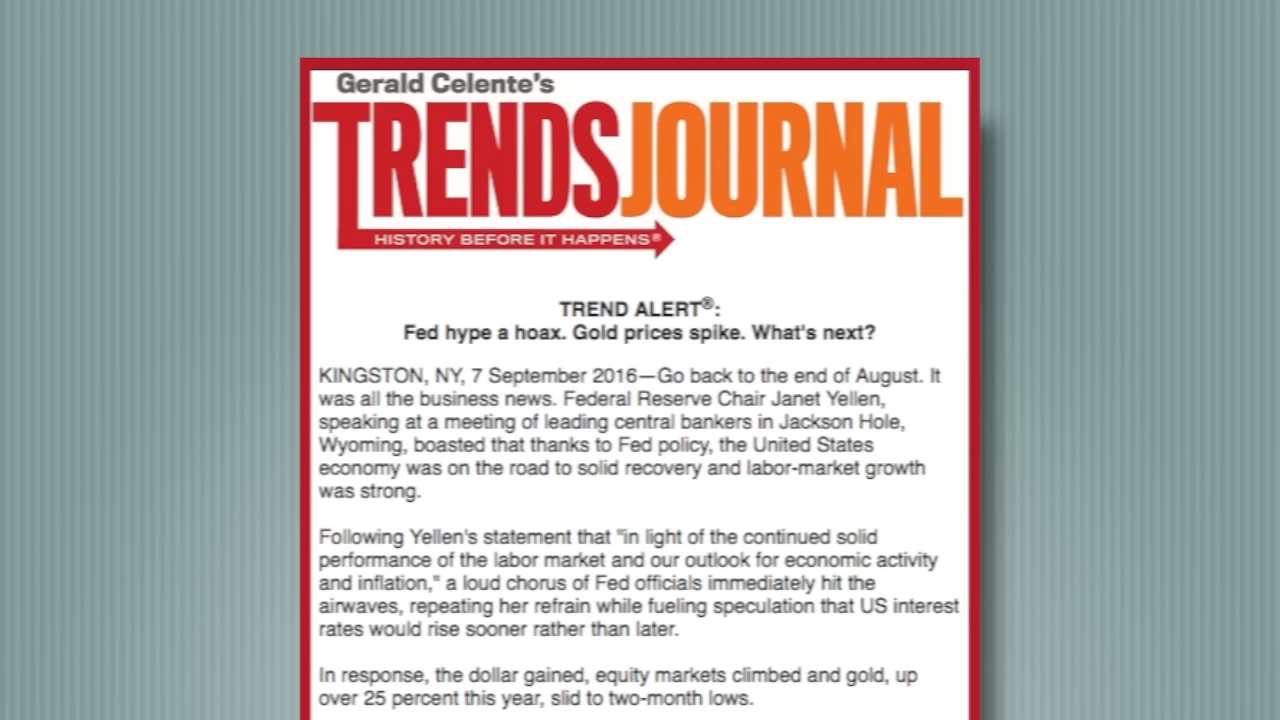 Gerald Celente's
TRENDSJOURNAL
HISTORY BEFORE IT HAPPENS®
TREND ALERT®:
Fed hype a hoax. Gold prices spike. What's next?
KINGSTON, NY, 7 September 2016—Go back to the end of August. It
was all the business news. Federal Reserve Chair Janet Yellen,
speaking at a meeting of leading central bankers in Jackson Hole,
Wyoming, boasted that thanks to Fed policy, the United States
economy was on the road to solid recovery and labor-market growth
was strong.
Following Yellen's statement that "in light of the continued solid
performance of the labor market and our outlook for economic activity
and inflation," a loud chorus of Fed officials immediately hit the
airwaves, repeating her refrain while fueling speculation that US interest
rates would rise sooner rather than later.
In response, the dollar gained, equity markets climbed and gold, up
over 25 percent this year, slid to two-month lows.